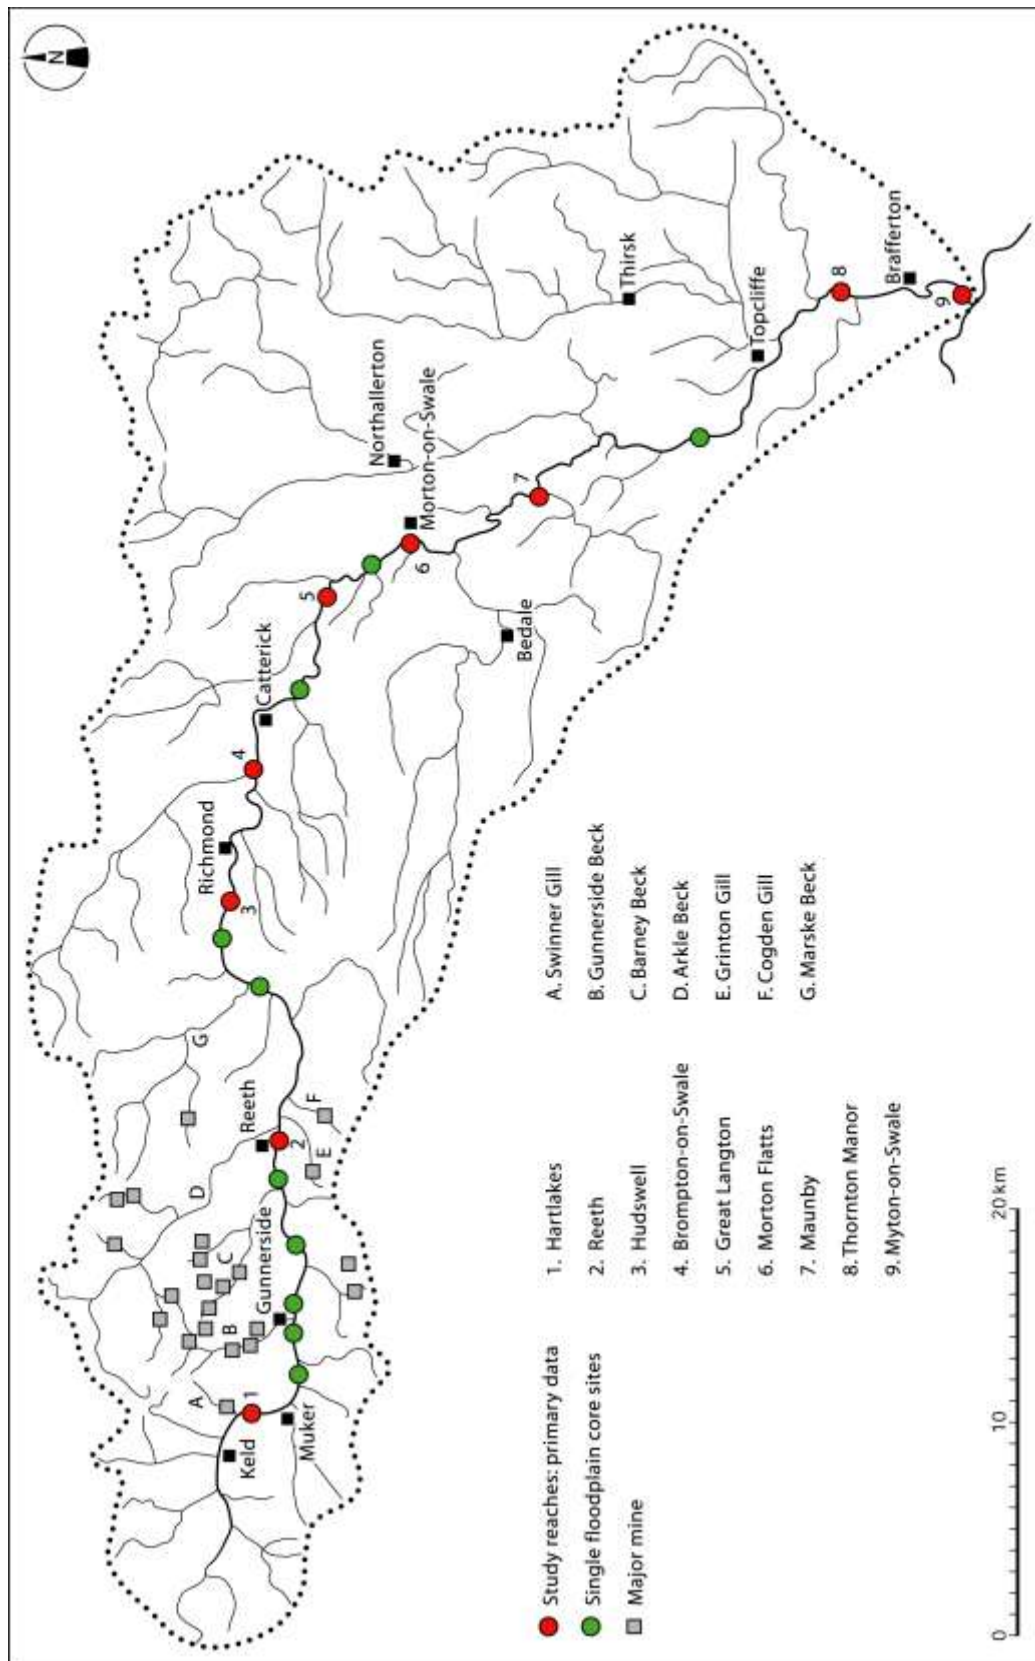 N
Keld
Muker
Gunnerside
Reeth
Richmond
Catterick
Northallerton
Morton-on-Swale
Bedale
Thirsk
Topcliffe
Brafferton
A
B
C
D
E
F
G
1
2
3
4
5
6
7
8
9
Study reaches: primary data
Single floodplain core sites
Major mine
1. Hartlakes
2. Reeth
3. Hudswell
4. Brompton-on-Swale
5. Great Langton
6. Morton Flatts
7. Maunby
8. Thornton Manor
9. Myton-on-Swale
A. Swinner Gill
B. Gunnerside Beck
C. Barney Beck
D. Arkle Beck
E. Grinton Gill
F. Cogden Gill
G. Marske Beck
0 10 20 km